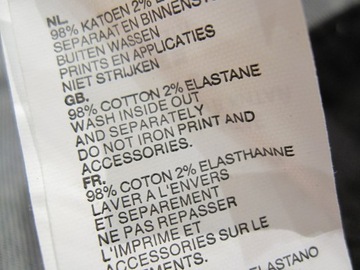 NL.
98% KATOEN 2%
SEPARAAT EN BINNENST
BUITEN WASSEN
PRINTS EN APPLICATIES
NIET STRIJKEN
GB.
98% COTTON 2% ELASTANE
WASH INSIDE OUT
AND SEPARATELY
DO NOT IRON PRINT AND
ACCESSORIES.
FR.
98% COTON 2% ELASTHANNE
LAVER A L'ENVERS
ET SEPAREMENT
NE PAS REPASSER
L'IMPRIME ET
ACCESSORIES SUR LE
EMENTS.
ELASTANO